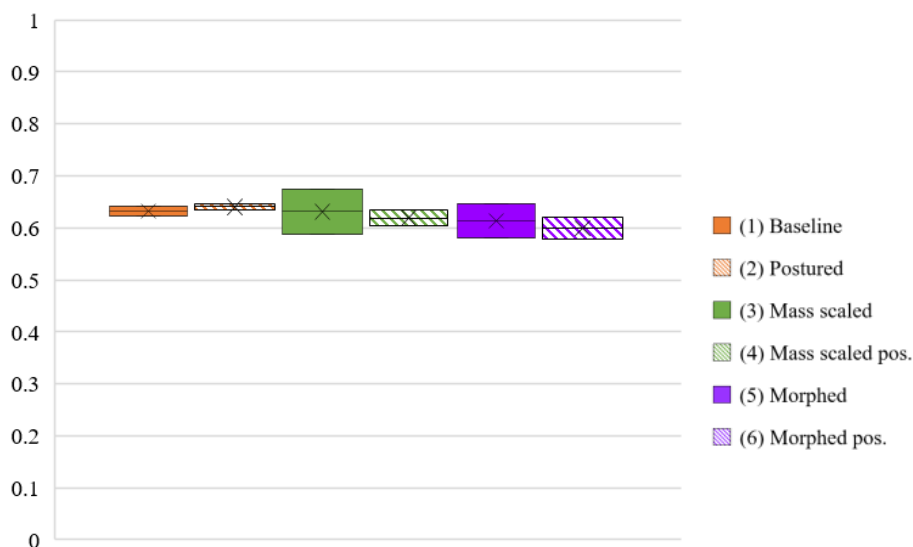 1
0.9
0.8
0.7
0.6
0.5
0.4
0.3
0.2
0.1
0
(1) Baseline
(2) Postured
(3) Mass scaled
(4) Mass scaled pos.
(5) Morphed
(6) Morphed pos.